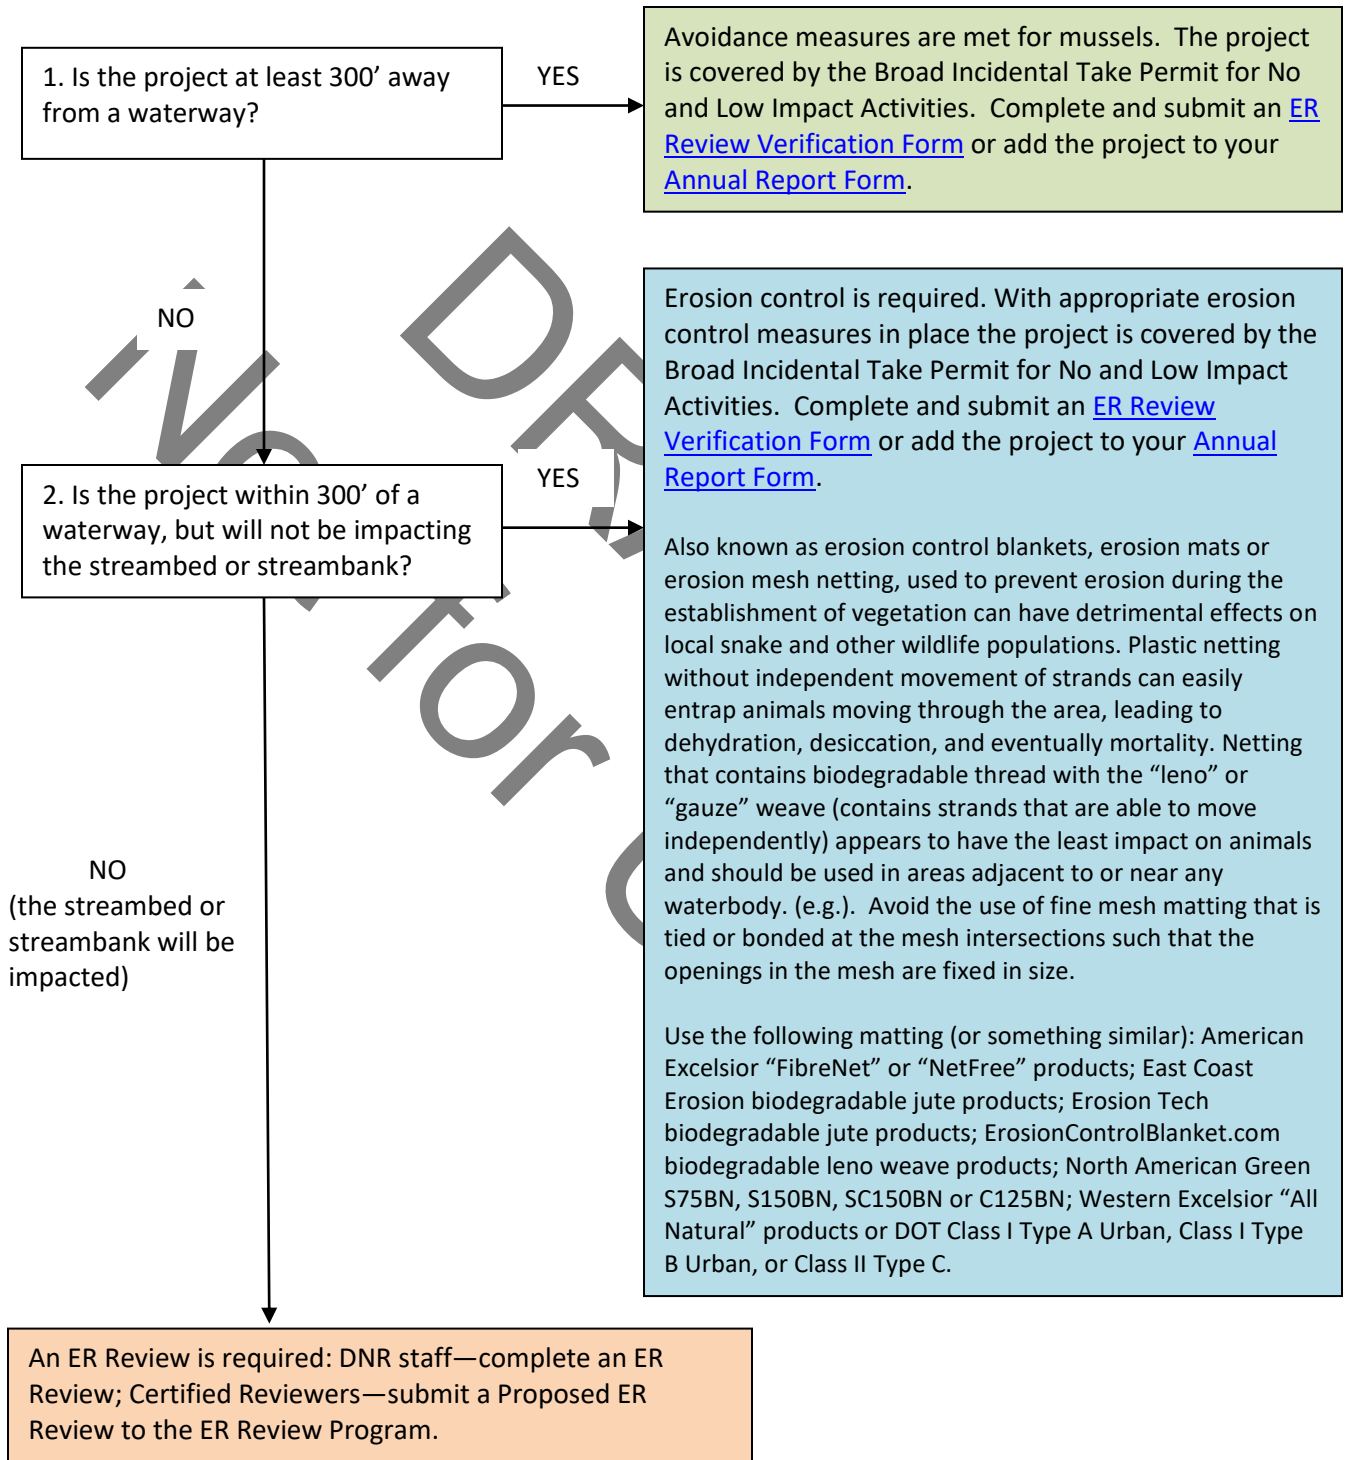 1. Is the project at least 300’ away
from a waterway?
YES
Avoidance measures are met for mussels.  The project
is covered by the Broad Incidental Take Permit for No
and Low Impact Activities.  Complete and submit an ER
Review Verification Form or add the project to your
Annual Report Form.
NO
2. Is the project within 300’ of a
waterway, but will not be impacting
the streambed or streambank?
YES
Erosion control is required. With appropriate erosion
control measures in place the project is covered by the
Broad Incidental Take Permit for No and Low Impact
Activities.  Complete and submit an ER Review
Verification Form or add the project to your Annual
Report Form.
Also known as erosion control blankets, erosion mats or
erosion mesh netting, used to prevent erosion during the
establishment of vegetation can have detrimental effects on
local snake and other wildlife populations. Plastic netting
without independent movement of strands can easily
entrap animals moving through the area, leading to
dehydration, desiccation, and eventually mortality. Netting
that contains biodegradable thread with the “leno” or
“gauze” weave (contains strands that are able to move
independently) appears to have the least impact on animals
and should be used in areas adjacent to or near any
waterbody. (e.g.).  Avoid the use of fine mesh matting that is
tied or bonded at the mesh intersections such that the
openings in the mesh are fixed in size.
Use the following matting (or something similar): American
Excelsior “FibreNet” or “NetFree” products; East Coast
Erosion biodegradable jute products; Erosion Tech
biodegradable jute products; ErosionControlBlanket.com
biodegradable leno weave products; North American Green
S75BN, S150BN, SC150BN or C125BN; Western Excelsior “All
Natural” products or DOT Class I Type A Urban, Class I Type
B Urban, or Class II Type C.
NO
(the streambed or
streambank will be
impacted)
An ER Review is required: DNR staff—complete an ER
Review; Certified Reviewers—submit a Proposed ER
Review to the ER Review Program.
for